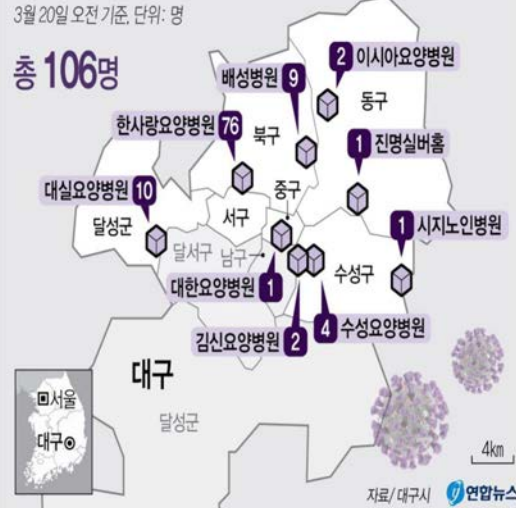 3월 20일 오전 기준, 단위: 명
총 106명
2 이시아요양병원
배성병원 9
동구
한사랑요양병원 76
북구
1 진명실버홈
중구
대실요양병원 10
서구
달성군
1 시지노인병원
달서구
남구
수성구
대한요양병원 1
4 수성요양병원
김신요양병원 2
대구
서울
달성군
대구
4km
자료/ 대구시
y 연합뉴스